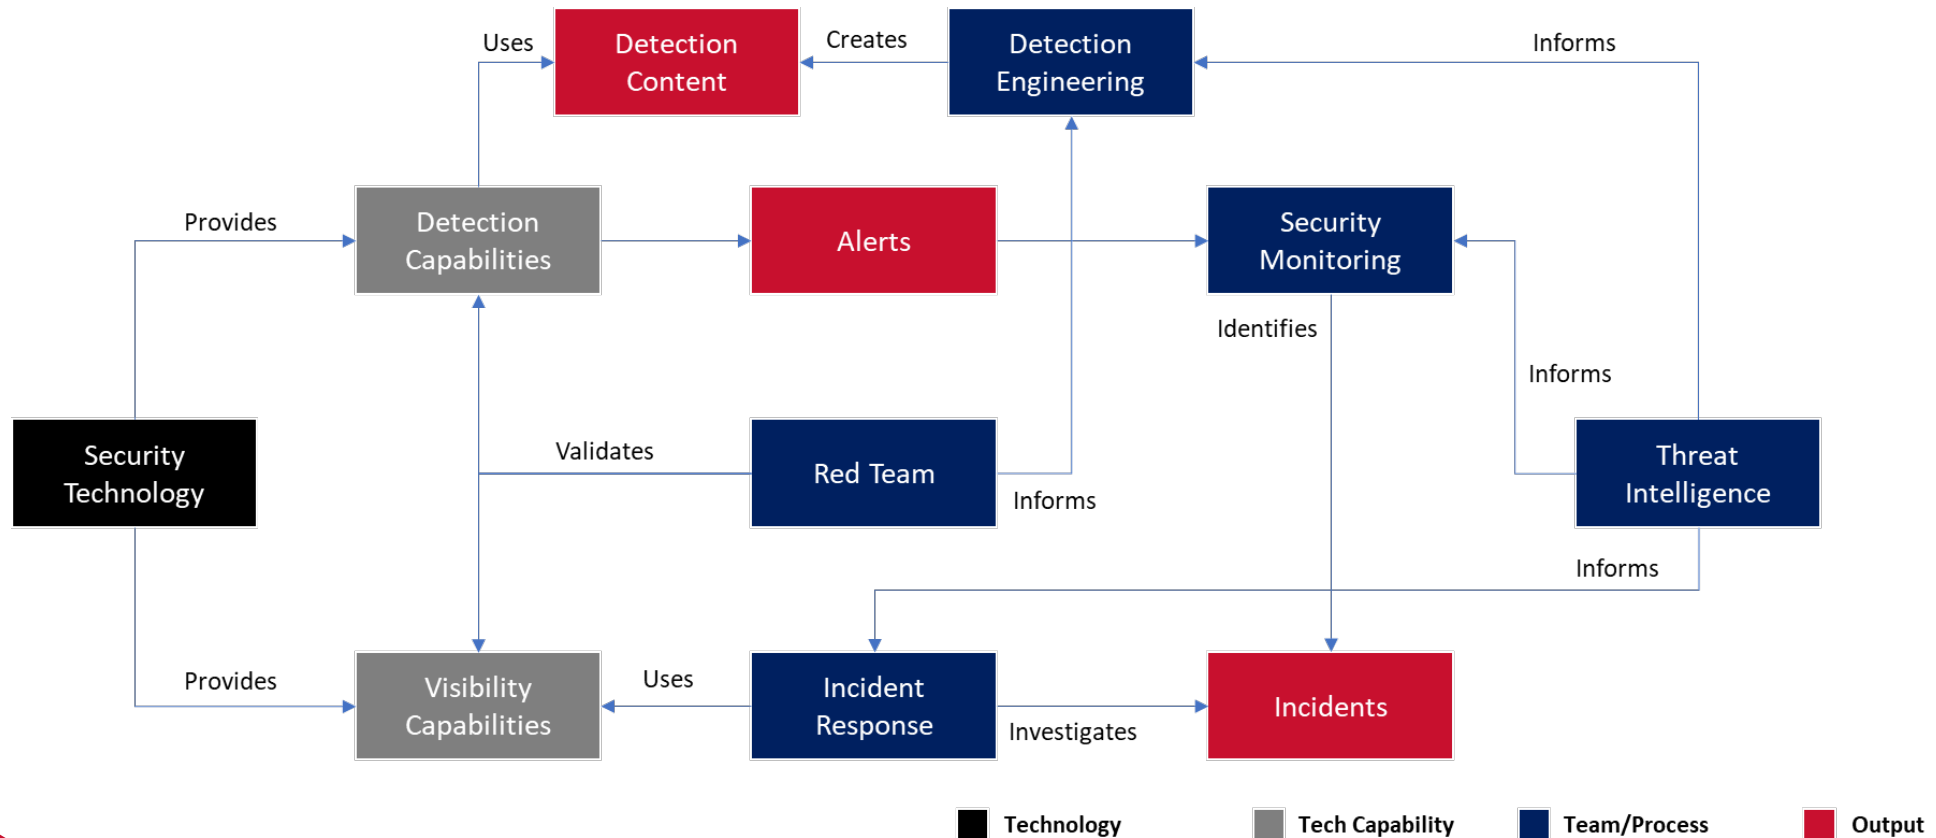 Uses
Detection
Content
Creates
Detection
Engineering
Informs
Provides
Detection
Capabilities
Alerts
Security
Monitoring
Identifies
Informs
Security
Technology
Validates
Red Team
Informs
Threat
Intelligence
Informs
Provides
Visibility
Capabilities
Uses
Incident
Response
Investigates
Incidents
Technology
Tech Capability
Team/Process
Output